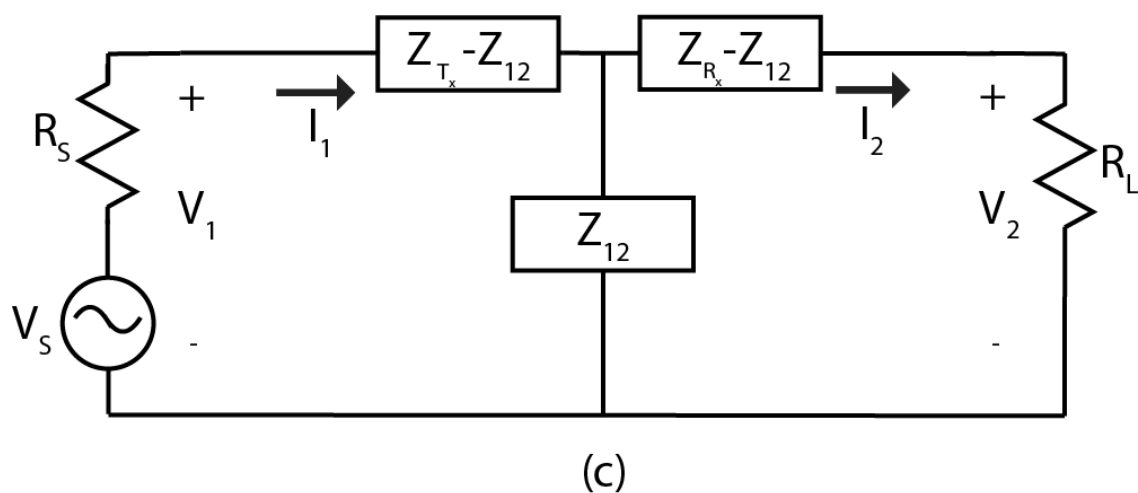 Z_Tx-Z_12
Z_Rx-Z_12
+
I_1
I_2
+
R_S
R_L
V_1
Z_12
V_2
V_S
-
-
(c)